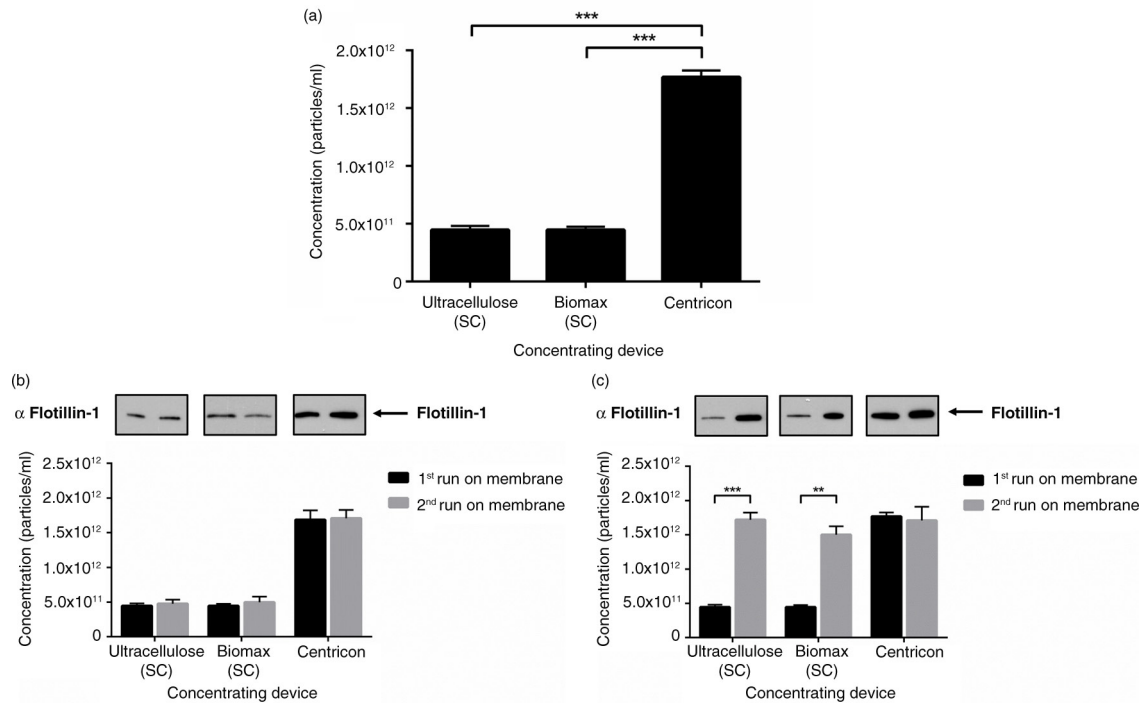 (a)
***
***
2.0x10¹²
1.5x10¹²
1.0x10¹²
5.0x10¹¹
0
Concentration (particles/ml)
Ultracellulose
(SC)
Biomax
(SC)
Centricon
Concentrating device
(b)
α Flotillin-1
Flotillin-1
2.5x10¹²
2.0x10¹²
1.5x10¹²
1.0x10¹²
5.0x10¹¹
0
Concentration (particles/ml)
1st run on membrane
2nd run on membrane
Ultracellulose
(SC)
Biomax
(SC)
Centricon
Concentrating device
(c)
α Flotillin-1
Flotillin-1
2.5x10¹²
2.0x10¹²
1.5x10¹²
1.0x10¹²
5.0x10¹¹
0
Concentration (particles/ml)
***
**
1st run on membrane
2nd run on membrane
Ultracellulose
(SC)
Biomax
(SC)
Centricon
Concentrating device